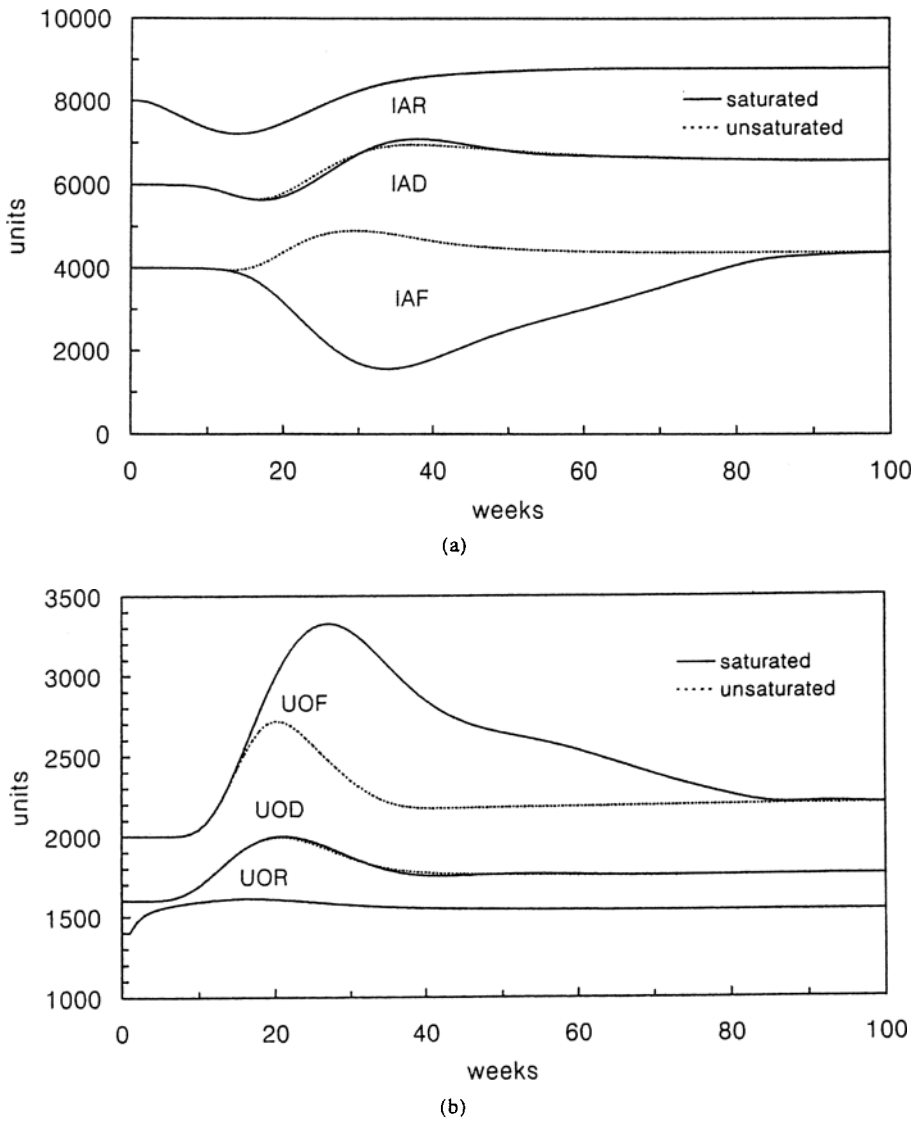 10000
8000
6000
4000
2000
0
units
IAR
IAD
IAF
saturated
unsaturated
0 20 40 60 80 100
weeks
(a)
3500
3000
2500
2000
1500
1000
units
UOF
UOD
UOR
saturated
unsaturated
0 20 40 60 80 100
weeks
(b)